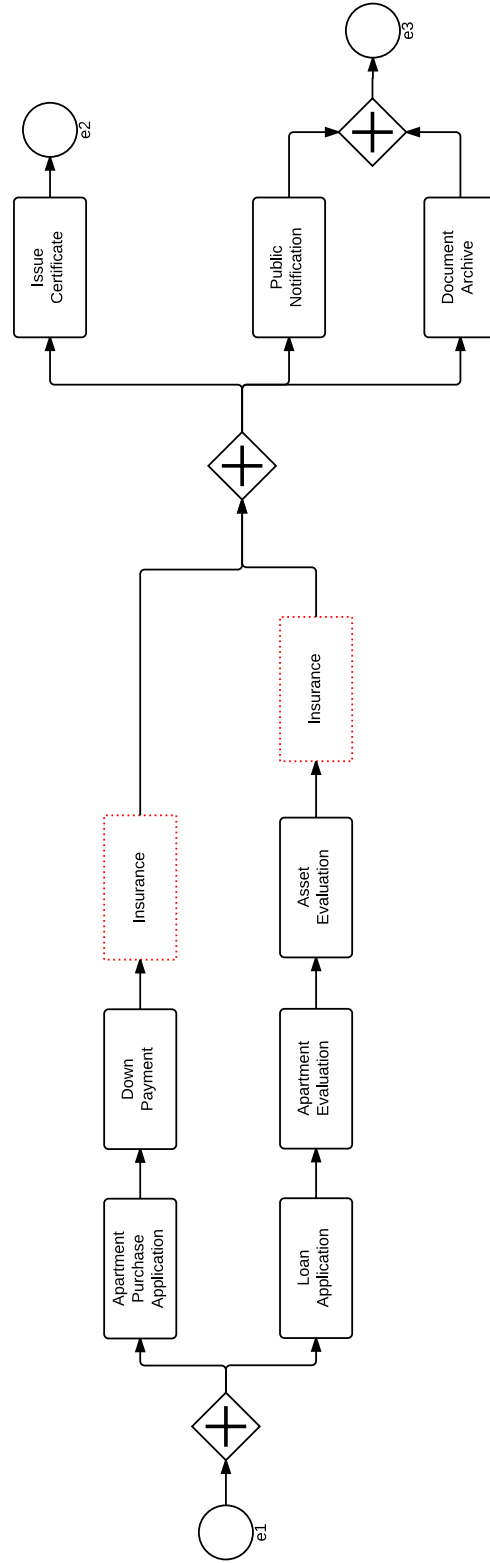 e1
Apartment
Purchase
Application
Down
Payment
Insurance
Loan
Application
Apartment
Evaluation
Asset
Evaluation
Insurance
Issue
Certificate
e2
Public
Notification
Document
Archive
e3